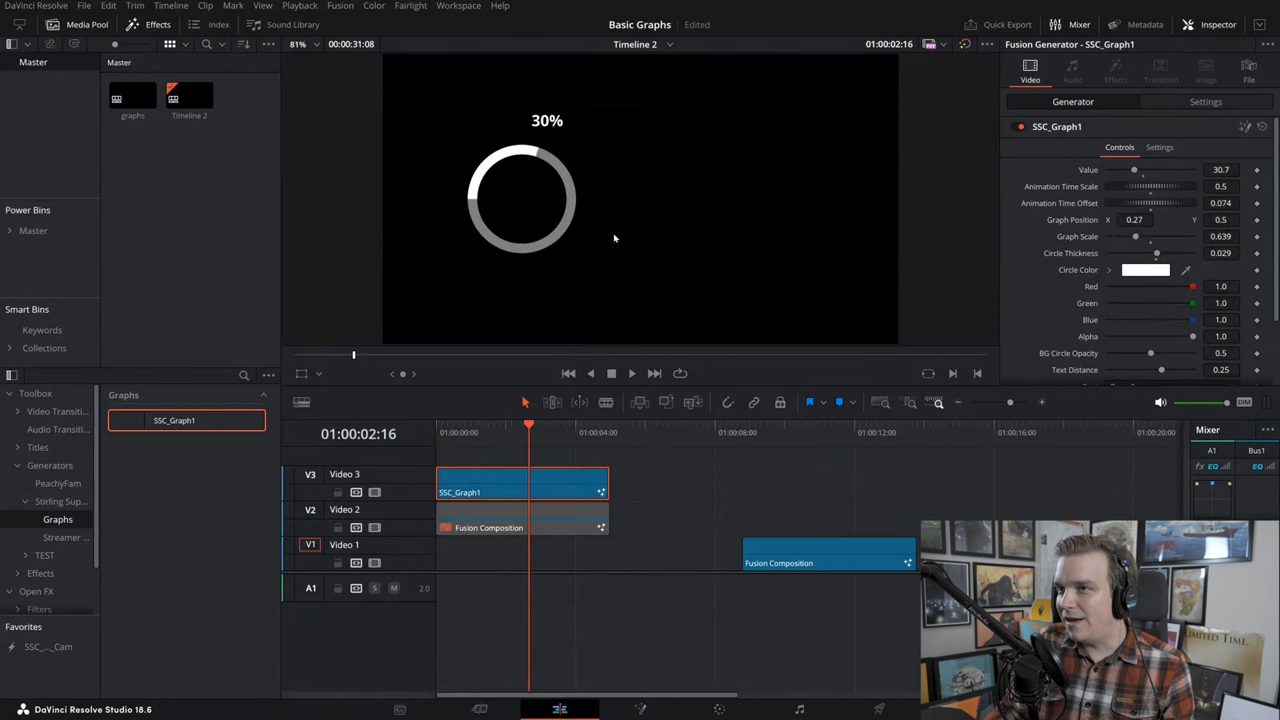 DaVinci Resolve File Edit Trim Timeline Clip Mark View Playback Fusion Color Fairlight Workspace Help
Media Pool Effects Index Sound Library Basic Graphs Edited Quick Export Mixer Metadata Inspector
81% 00:00:31:08 Timeline 2 01:00:02:16 Fusion Generator - SSC_Graph1
Master Master
Video Audio Effects Transition Image File
graphs Timeline 2
Generator Settings
30%
SSC_Graph1
Controls Settings
Value 30.7
Animation Time Scale 0.5
Animation Time Offset 0.074
Power Bins
Graph Position X 0.27 Y 0.5
Master
Graph Scale 0.639
Circle Thickness 0.029
Circle Color
Red 1.0
Green 1.0
Smart Bins
Blue 1.0
Keywords
Alpha 1.0
Collections
BG Circle Opacity 0.5
Text Distance 0.25
Toolbox Graphs
Video Transiti...
SSC_Graph1
Audio Transiti...
Titles
Generators
PeachyFam
Stirling Sup...
Graphs
Streamer ...
TEST
Effects
Open FX
Filters
Favorites
SSC_..._Cam
DIM
01:00:02:16 01:00:00:00 01:00:04:00 01:00:08:00 01:00:12:00 01:00:16:00 01:00:20:00
Mixer
A1 Bus1
fx EQ EQ
V3 Video 3
SSC_Graph1
V2 Video 2
Fusion Composition
V1 Video 1
Fusion Composition
A1 S M 2.0
LIMITED TIME.
DaVinci Resolve Studio 18.6